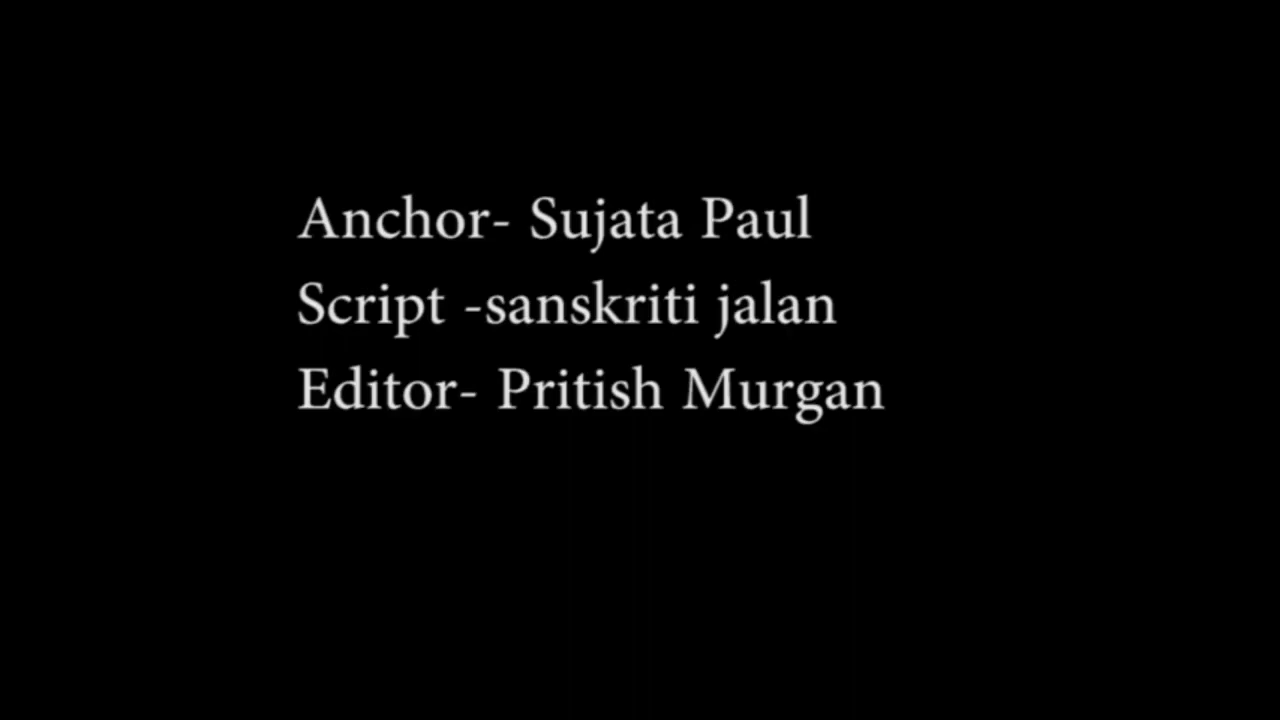 Anchor- Sujata Paul
Script -sanskriti jalan
Editor- Pritish Murgan